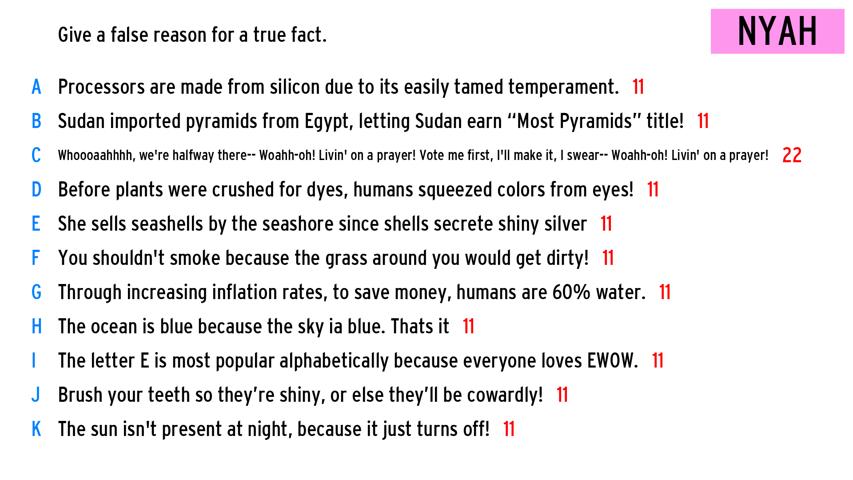 Give a false reason for a true fact.
NYAH
A Processors are made from silicon due to its easily tamed temperament. 11
B Sudan imported pyramids from Egypt, letting Sudan earn “Most Pyramids” title! 11
C Whoooaahhhh, we're halfway there-- Woahh-oh! Livin' on a prayer! Vote me first, I'll make it, I swear-- Woahh-oh! Livin' on a prayer! 22
D Before plants were crushed for dyes, humans squeezed colors from eyes! 11
E She sells seashells by the seashore since shells secrete shiny silver 11
F You shouldn't smoke because the grass around you would get dirty! 11
G Through increasing inflation rates, to save money, humans are 60% water. 11
H The ocean is blue because the sky ia blue. Thats it 11
I The letter E is most popular alphabetically because everyone loves EWOW. 11
J Brush your teeth so they’re shiny, or else they’ll be cowardly! 11
K The sun isn't present at night, because it just turns off! 11